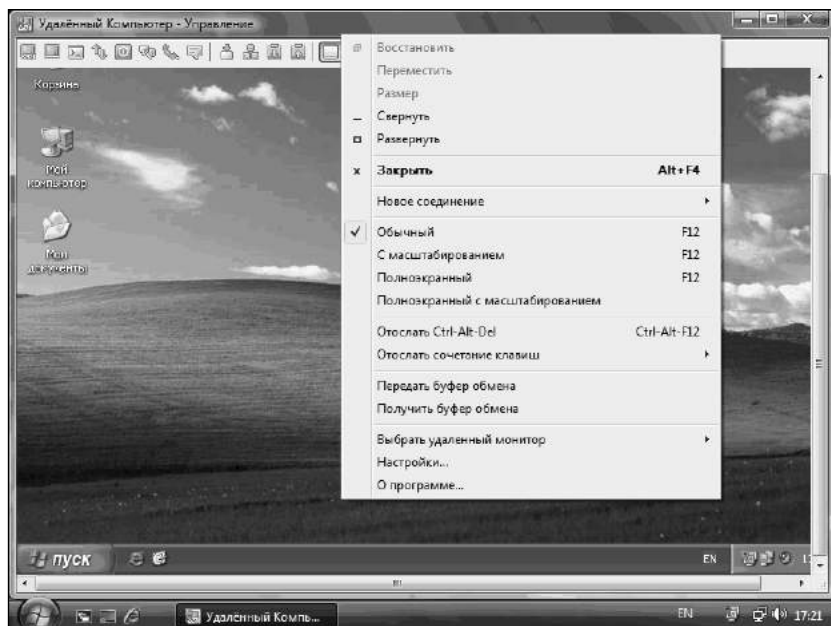 Удалённый Компьютер - Управление
Корзина
Мой
компьютер
Мои
документы
Восстановить
Переместить
Размер
Свернуть
Развернуть
Закрыть Alt+F4
Новое соединение
Обычный F12
С масштабированием F12
Полноэкранный F12
Полноэкранный с масштабированием
Отослать Ctrl-Alt-Del Ctrl-Alt-F12
Отослать сочетание клавиш
Передать буфер обмена
Получить буфер обмена
Выбрать удаленный монитор
Настройки...
О программе...
пуск EN
Удалённый Компь... EN 17:21